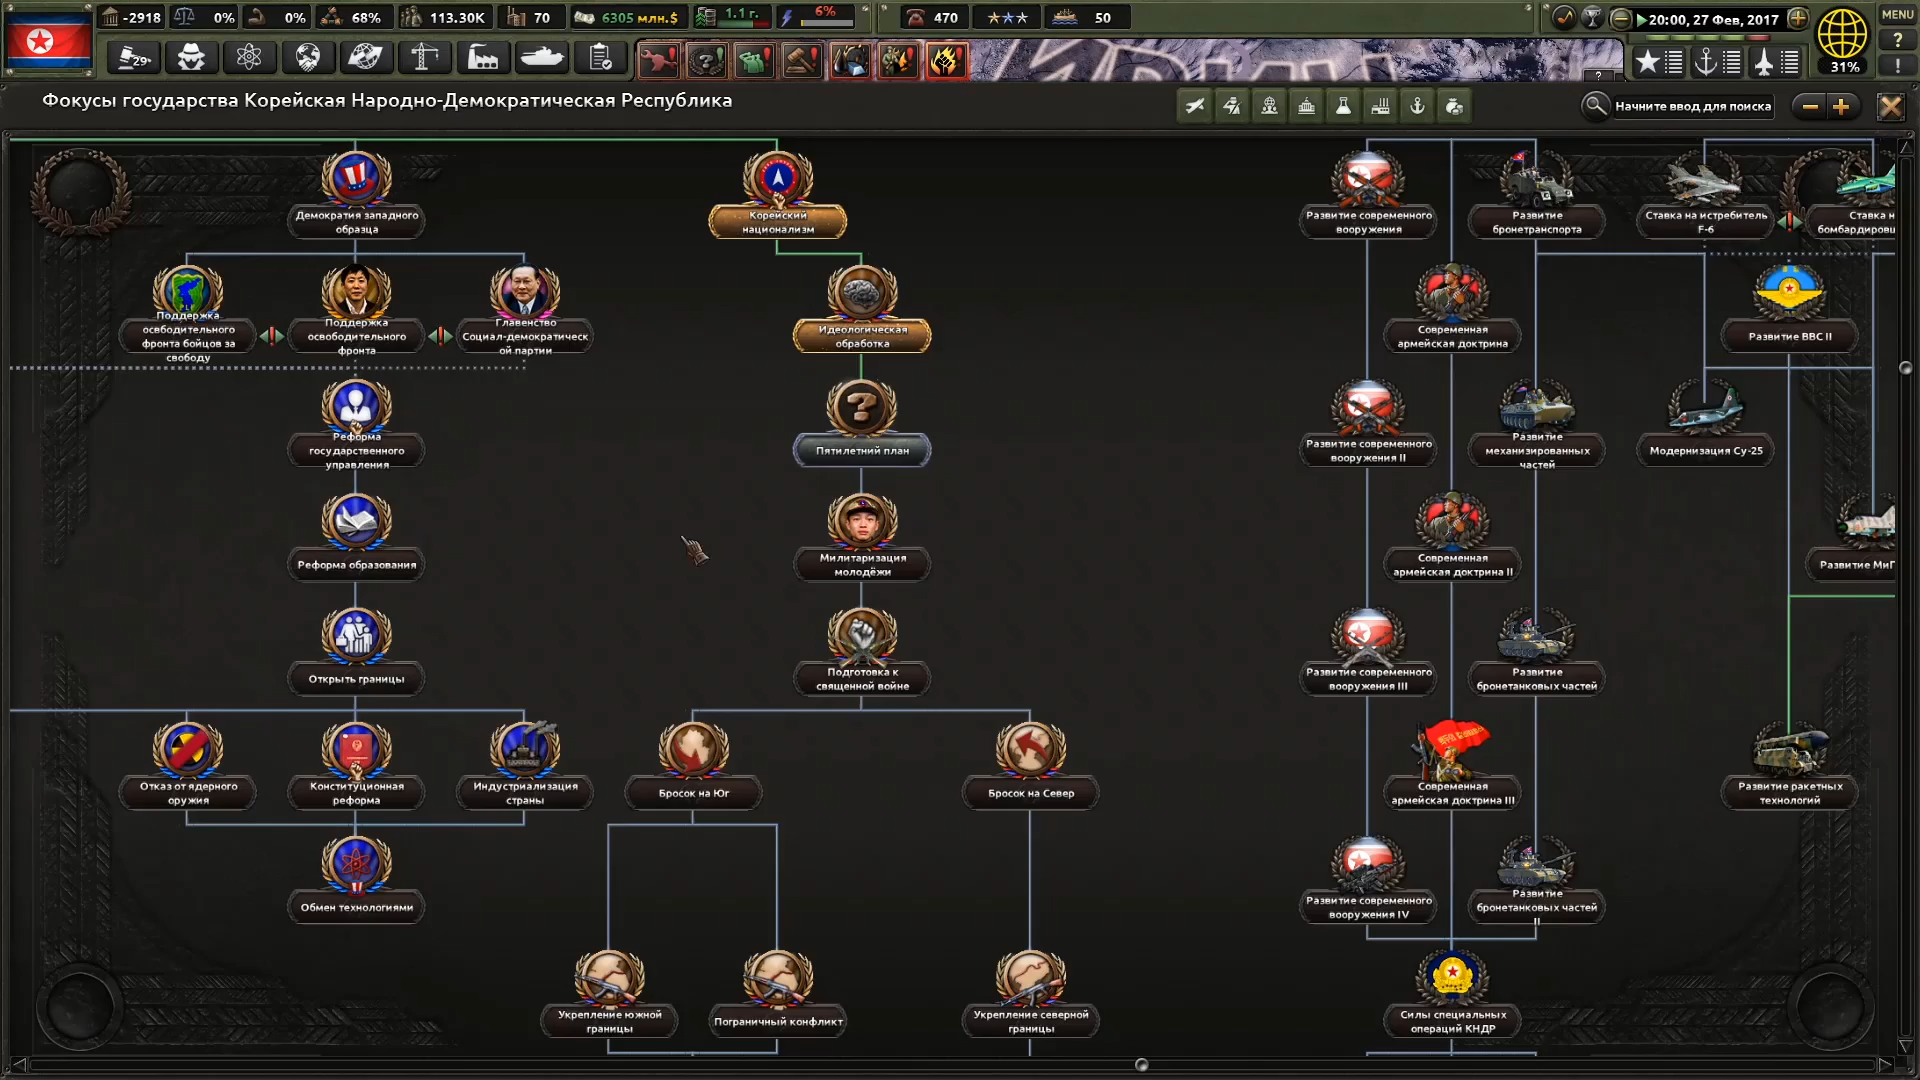 -2918
0%
0%
68%
113.30K
70
6305 млн.$
1.1 г.
6%
470
50
20:00, 27 Фев, 2017
MENU
31%
29
Фокусы государства Корейская Народно-Демократическая Республика
Начните ввод для поиска
Демократия западного
образца
Корейский
национализм
Развитие современного
вооружения
Развитие
бронетранспорта
Ставка на истребитель
F-6
Ставка н
бомбардировщ
Поддержка
освбодительного
фронта бойцов за
свободу
Поддержка
освободительного
фронта
Главенство
Социал-демократическ
ой партии
Идеологическая
обработка
Современная
армейская доктрина
Развитие ВВС II
Реформа
государственного
управления
Пятилетний план
Развитие современного
вооружения II
Развитие
механизированных
частей
Модернизация Су-25
Реформа образования
Милитаризация
молодёжи
Современная
армейская доктрина II
Развитие МиГ
Открыть границы
Подготовка к
священной войне
Развитие современного
вооружения III
Развитие
бронетанковых частей
Отказ от ядерного
оружия
Конституционная
реформа
Индустриализация
страны
Бросок на Юг
Бросок на Север
Современная
армейская доктрина III
Развитие ракетных
технологий
Обмен технологиями
Развитие современного
вооружения IV
Развитие
бронетанковых частей
II
Укрепление южной
границы
Пограничный конфликт
Укрепление северной
границы
Силы специальных
операций КНДР